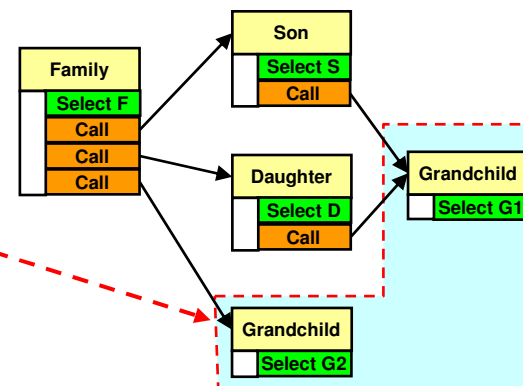 Family
Select F
Call
Call
Call
Son
Select S
Call
Daughter
Select D
Call
Grandchild
Select G1
Grandchild
Select G2